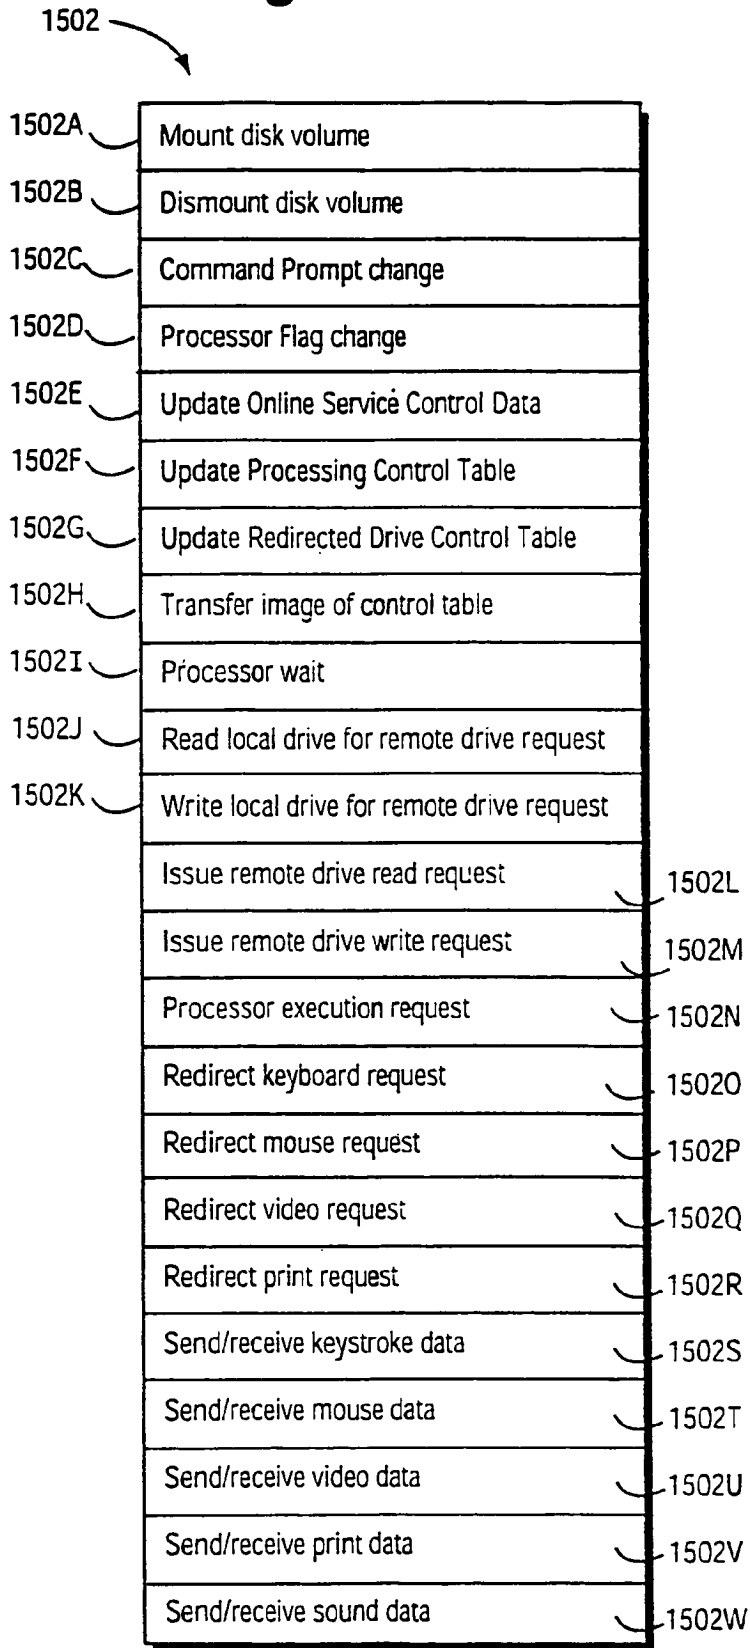 1502
1502A Mount disk volume
1502B Dismount disk volume
1502C Command Prompt change
1502D Processor Flag change
1502E Update Online Service Control Data
1502F Update Processing Control Table
1502G Update Redirected Drive Control Table
1502H Transfer image of control table
1502I Processor wait
1502J Read local drive for remote drive request
1502K Write local drive for remote drive request
Issue remote drive read request 1502L
Issue remote drive write request 1502M
Processor execution request 1502N
Redirect keyboard request 1502O
Redirect mouse request 1502P
Redirect video request 1502Q
Redirect print request 1502R
Send/receive keystroke data 1502S
Send/receive mouse data 1502T
Send/receive video data 1502U
Send/receive print data 1502V
Send/receive sound data 1502W